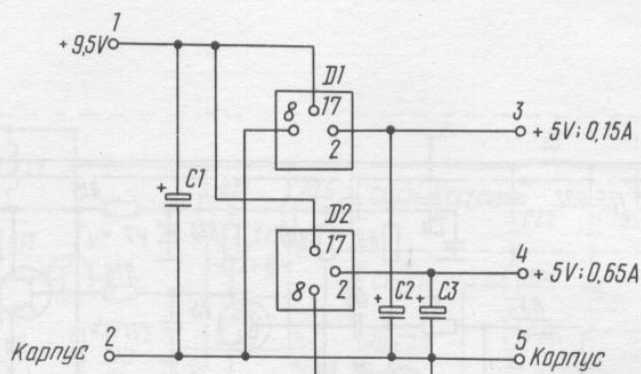 1
+ 9,5V
D1
8
17
2
3
+ 5V; 0,15A
+
C1
D2
17
8
2
4
+ 5V; 0,65A
+
C2
+
C3
Корпус
2
5
Корпус